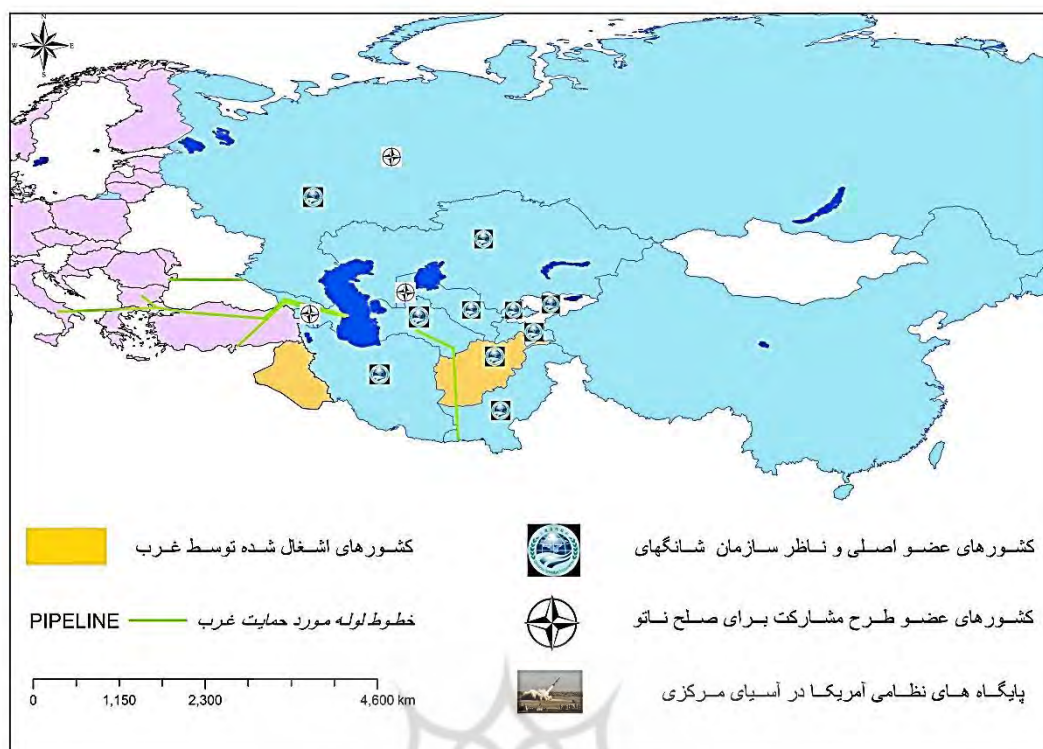 N
W E
S
کشورهای عضو اصلی و ناظر سازمان شانگهای
کشورهای اشغال شده توسط غرب
کشورهای عضو طرح مشارکت برای صلح ناتو
خطوط لوله مورد حمایت غرب PIPELINE
پایگاه های نظامی آمریکا در آسیای مرکزی
0 1,150 2,300 4,600 km